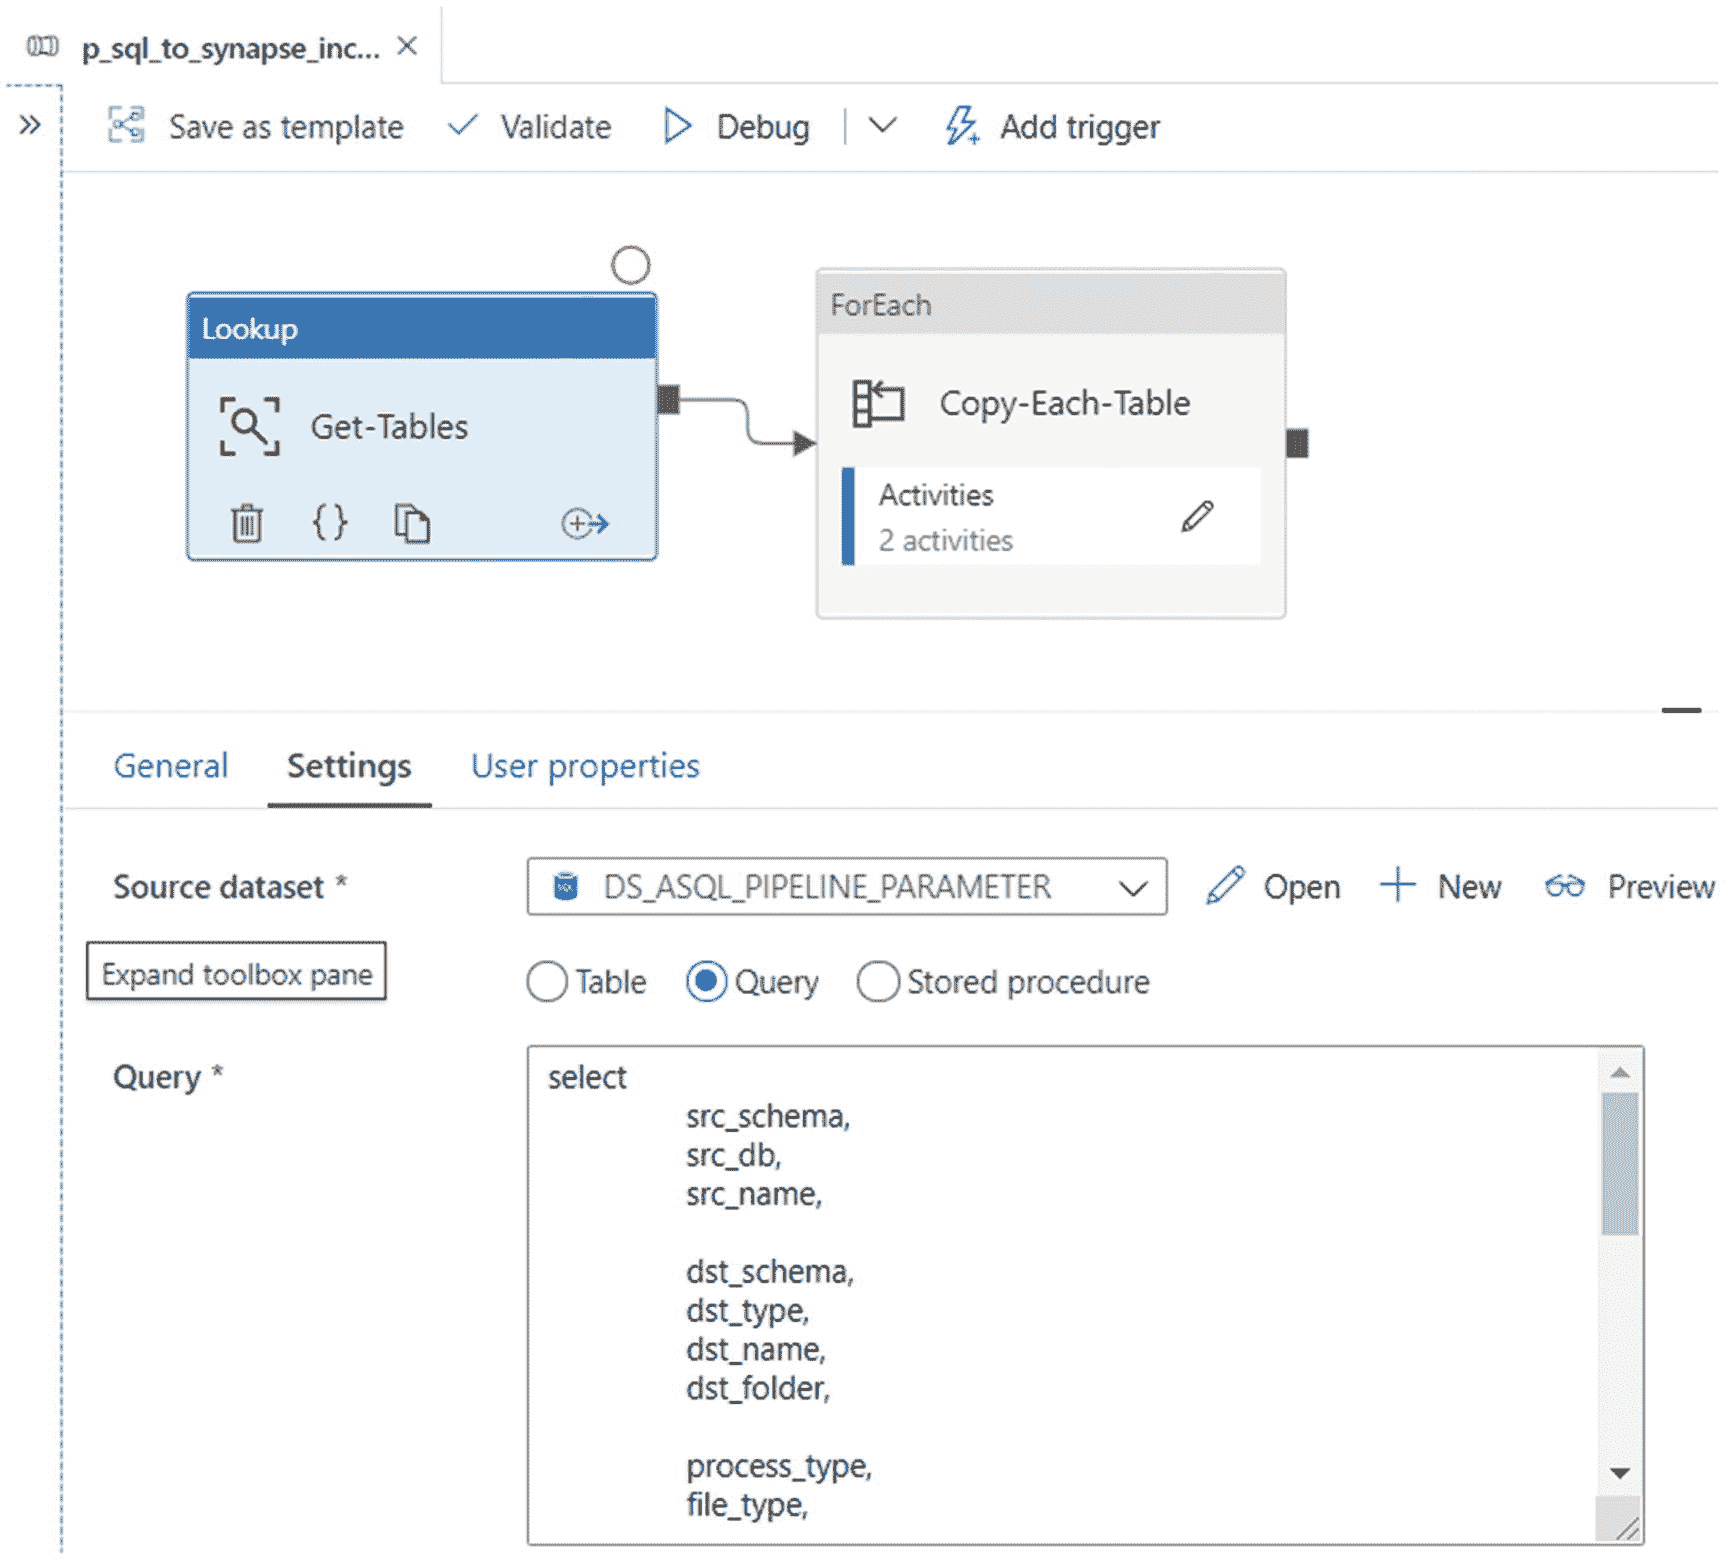 p_sql_to_synapse_inc...
Save as template Validate Debug Add trigger
Lookup
Get-Tables
ForEach
Copy-Each-Table
Activities
2 activities
General Settings User properties
Source dataset *
DS_ASQL_PIPELINE_PARAMETER
Open New Preview
Expand toolbox pane
Table Query Stored procedure
Query *
select
src_schema,
src_db,
src_name,
dst_schema,
dst_type,
dst_name,
dst_folder,
process_type,
file_type,